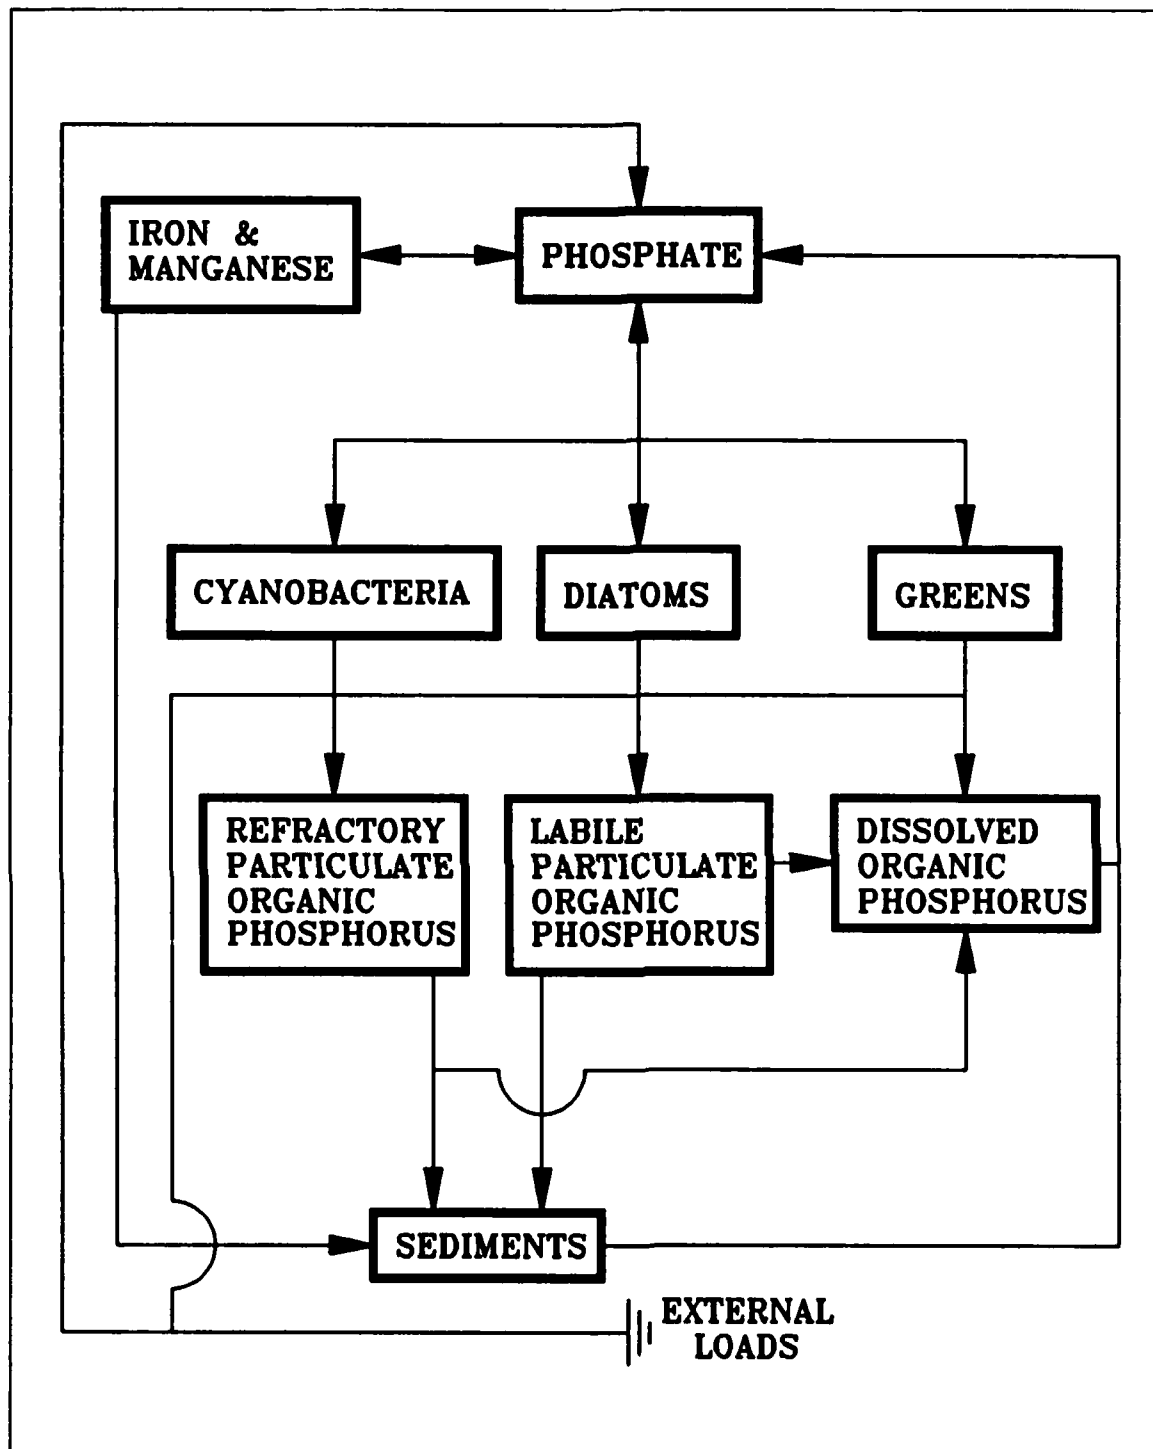 IRON &
MANGANESE
PHOSPHATE
CYANOBACTERIA
DIATOMS
GREENS
REFRACTORY
PARTICULATE
ORGANIC
PHOSPHORUS
LABILE
PARTICULATE
ORGANIC
PHOSPHORUS
DISSOLVED
ORGANIC
PHOSPHORUS
SEDIMENTS
EXTERNAL
LOADS